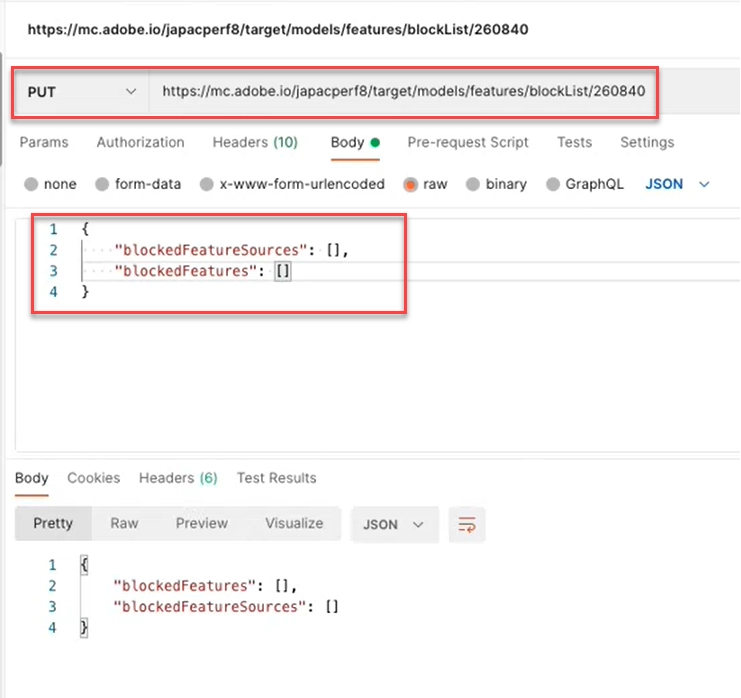 https://mc.adobe.io/japacperf8/target/models/features/blockList/260840
PUT https://mc.adobe.io/japacperf8/target/models/features/blockList/260840
Params Authorization Headers (10) Body Pre-request Script Tests Settings
none form-data x-www-form-urlencoded raw binary GraphQL JSON
1 {
2 "blockedFeatureSources": [],
3 "blockedFeatures": []
4 }
Body Cookies Headers (6) Test Results
Pretty Raw Preview Visualize JSON
1 {
2 "blockedFeatures": [],
3 "blockedFeatureSources": []
4 }